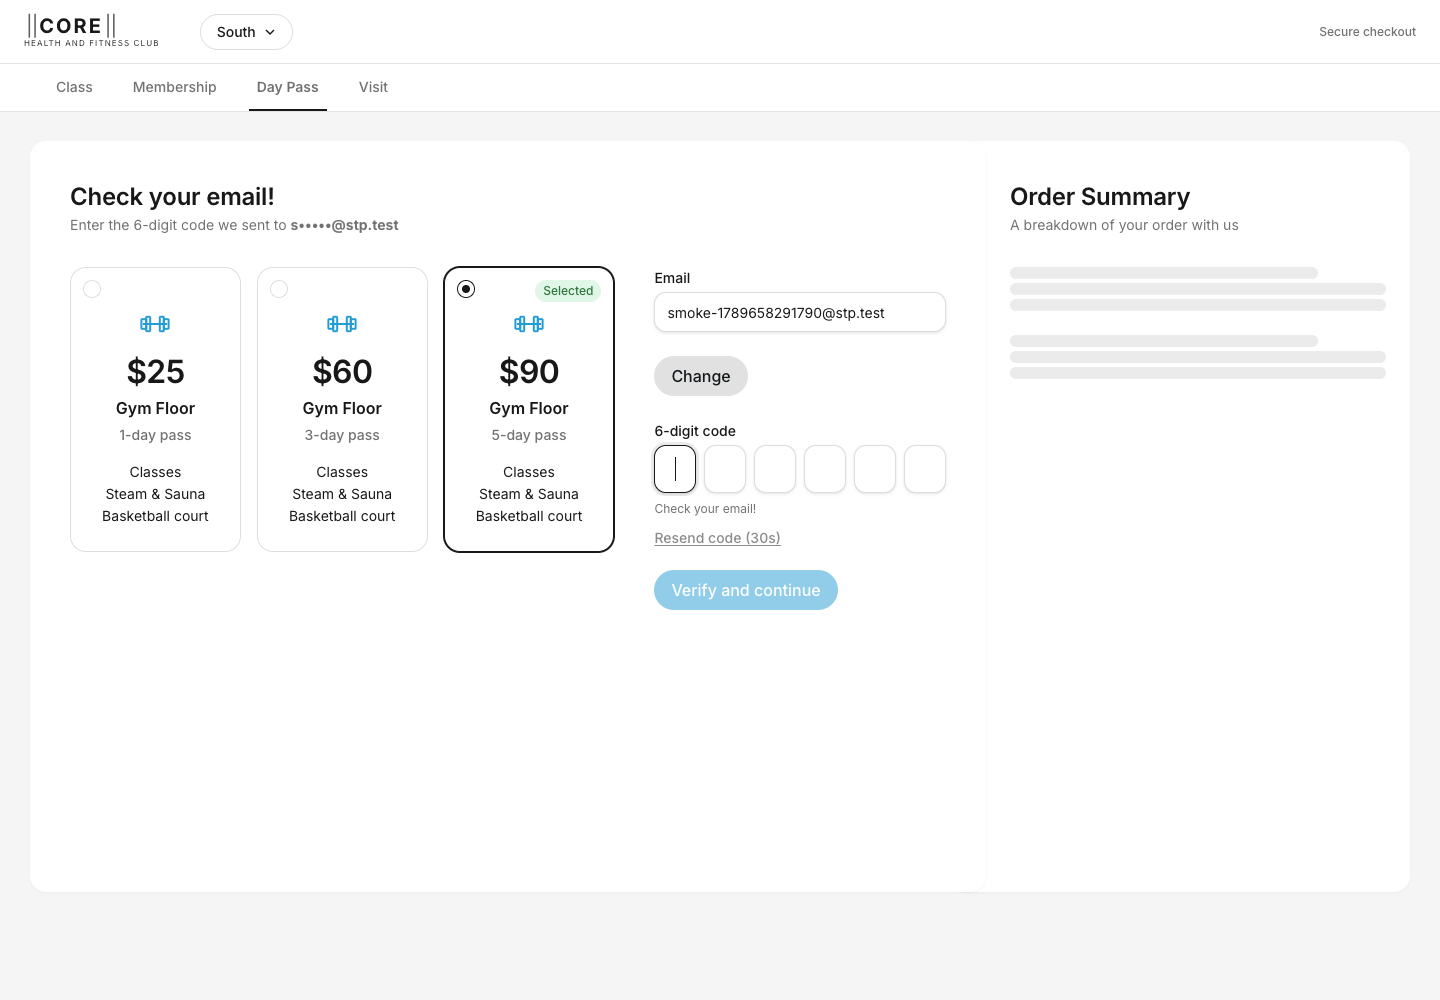 CORE
HEALTH AND FITNESS CLUB
South
Secure checkout
Class
Membership
Day Pass
Visit
Check your email!
Enter the 6-digit code we sent to s•••••@stp.test
$25
Gym Floor
1-day pass
Classes
Steam & Sauna
Basketball court
$60
Gym Floor
3-day pass
Classes
Steam & Sauna
Basketball court
Selected
$90
Gym Floor
5-day pass
Classes
Steam & Sauna
Basketball court
Email
smoke-1789658291790@stp.test
Change
6-digit code
Check your email!
Resend code (30s)
Verify and continue
Order Summary
A breakdown of your order with us